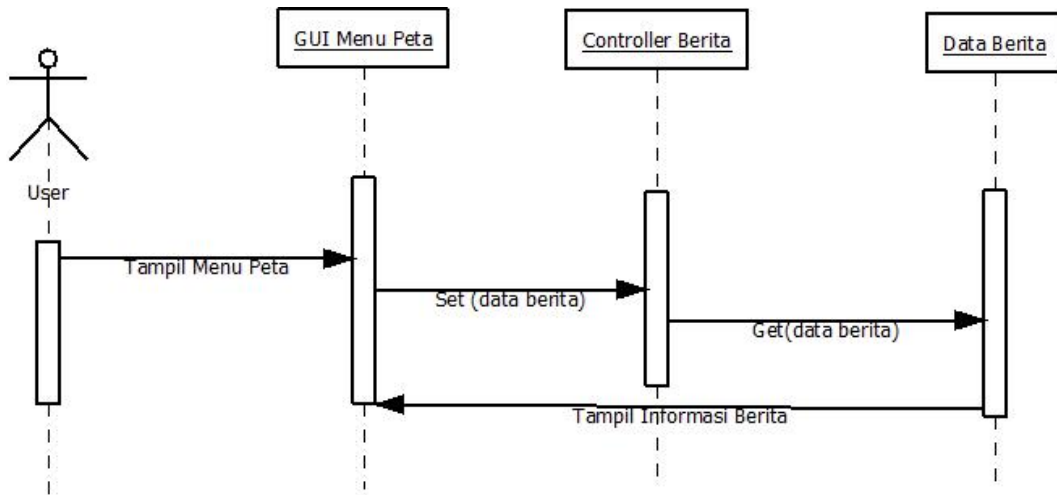 GUI Menu Peta
Controller Berita
Data Berita
User
Tampil Menu Peta
Set (data berita)
Get(data berita)
Tampil Informasi Berita